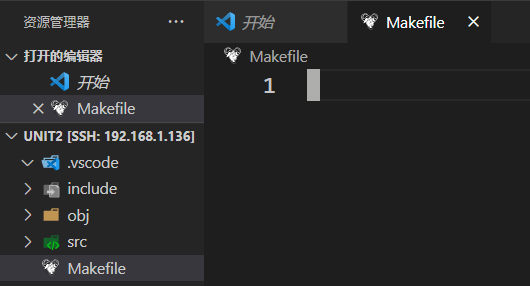 资源管理器
打开的编辑器
开始
Makefile
UNIT2 [SSH: 192.168.1.136]
.vscode
include
obj
src
Makefile
开始
Makefile
Makefile
1